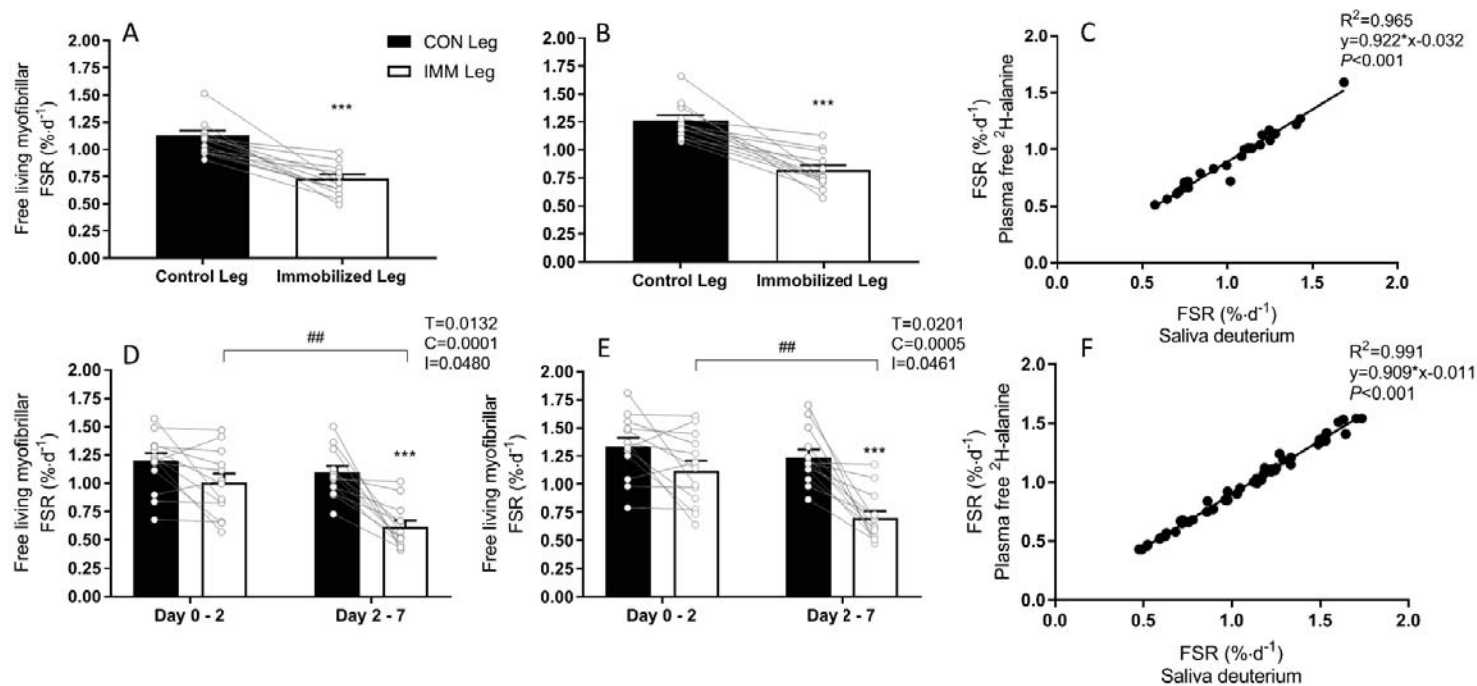 A
CON Leg
IMM Leg
***
Free living myofibrillar
FSR (%·d⁻¹)
2.00
1.75
1.50
1.25
1.00
0.75
0.50
0.25
0.00
Control Leg Immobilized Leg
B
***
2.00
1.75
1.50
1.25
1.00
0.75
0.50
0.25
0.00
Control Leg Immobilized Leg
C
R²=0.965
y=0.922*x-0.032
P<0.001
FSR (%·d⁻¹)
Plasma free ²H-alanine
2.0
1.5
1.0
0.5
0.0
0.0 0.5 1.0 1.5 2.0
FSR (%·d⁻¹)
Saliva deuterium
D
##
T=0.0132
C=0.0001
I=0.0480
***
Free living myofibrillar
FSR (%·d⁻¹)
2.00
1.75
1.50
1.25
1.00
0.75
0.50
0.25
0.00
Day 0 - 2 Day 2 - 7
E
##
T=0.0201
C=0.0005
I=0.0461
***
Free living myofibrillar
FSR (%·d⁻¹)
2.00
1.75
1.50
1.25
1.00
0.75
0.50
0.25
0.00
Day 0 - 2 Day 2 - 7
F
R²=0.991
y=0.909*x-0.011
P<0.001
FSR (%·d⁻¹)
Plasma free ²H-alanine
2.0
1.5
1.0
0.5
0.0
0.0 0.5 1.0 1.5 2.0
FSR (%·d⁻¹)
Saliva deuterium